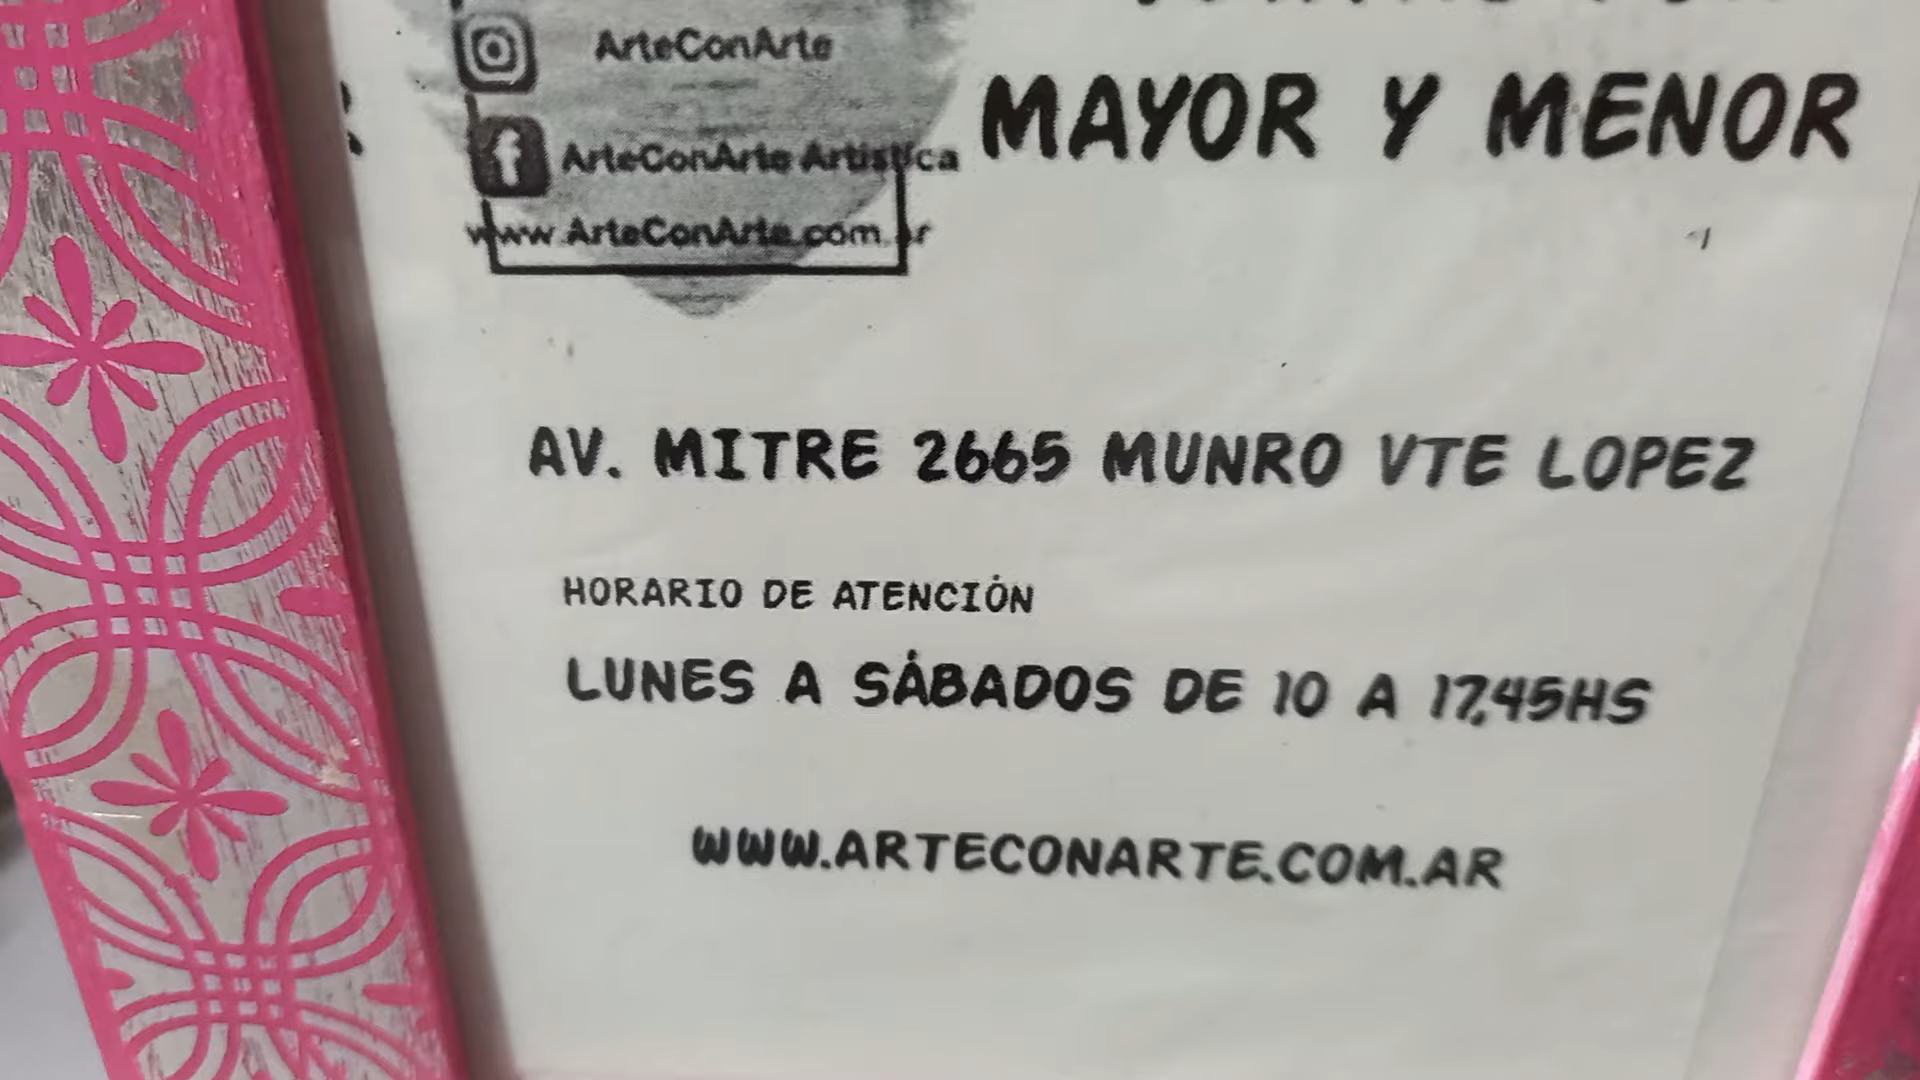 ArteConArte
ArteConArte Artistica
www.ArteConArte.com.ar
MAYOR Y MENOR
AV. MITRE 2665 MUNRO VTE LOPEZ
HORARIO DE ATENCIÓN
LUNES A SÁBADOS DE 10 A 17,45HS
WWW.ARTECONARTE.COM.AR